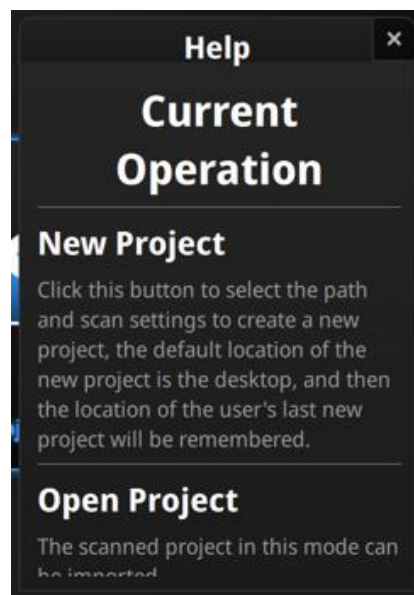 Help
×
Current
Operation
New Project
Click this button to select the path
and scan settings to create a new
project, the default location of the
new project is the desktop, and then
the location of the user's last new
project will be remembered.
Open Project
The scanned project in this mode can
be imported